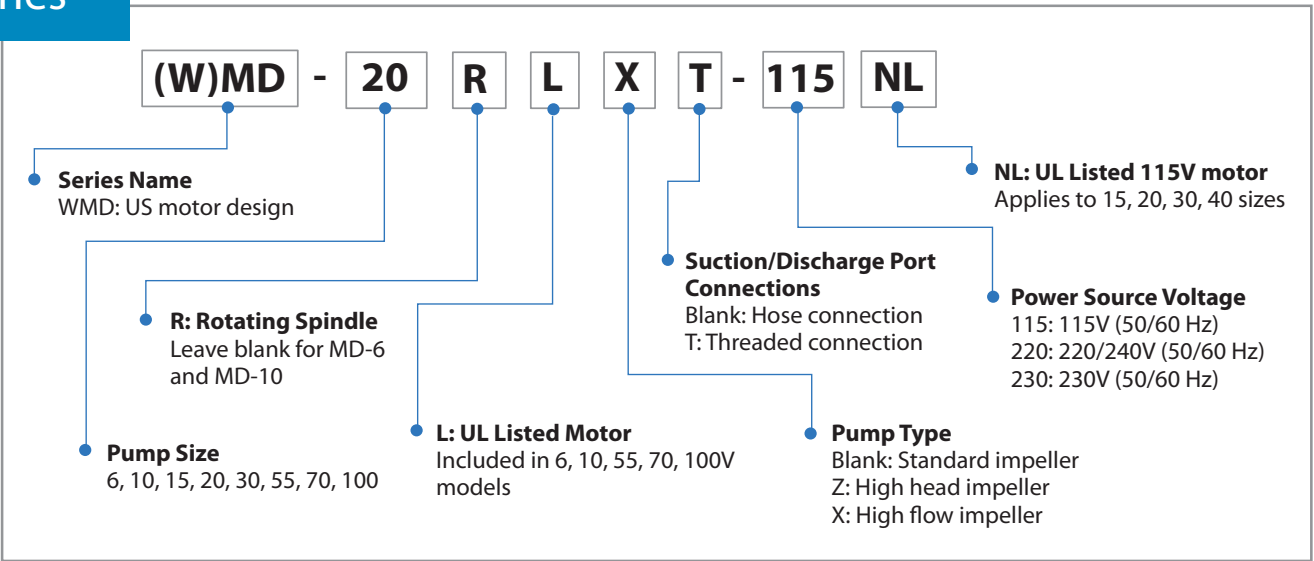 (W)MD - 20 R L X T - 115 NL
Series Name
WMD: US motor design
NL: UL Listed 115V motor
Applies to 15, 20, 30, 40 sizes
Suction/Discharge Port
Connections
Blank: Hose connection
T: Threaded connection
Power Source Voltage
115: 115V (50/60 Hz)
220: 220/240V (50/60 Hz)
230: 230V (50/60 Hz)
R: Rotating Spindle
Leave blank for MD-6
and MD-10
Pump Size
6, 10, 15, 20, 30, 55, 70, 100
L: UL Listed Motor
Included in 6, 10, 55, 70, 100V
models
Pump Type
Blank: Standard impeller
Z: High head impeller
X: High flow impeller